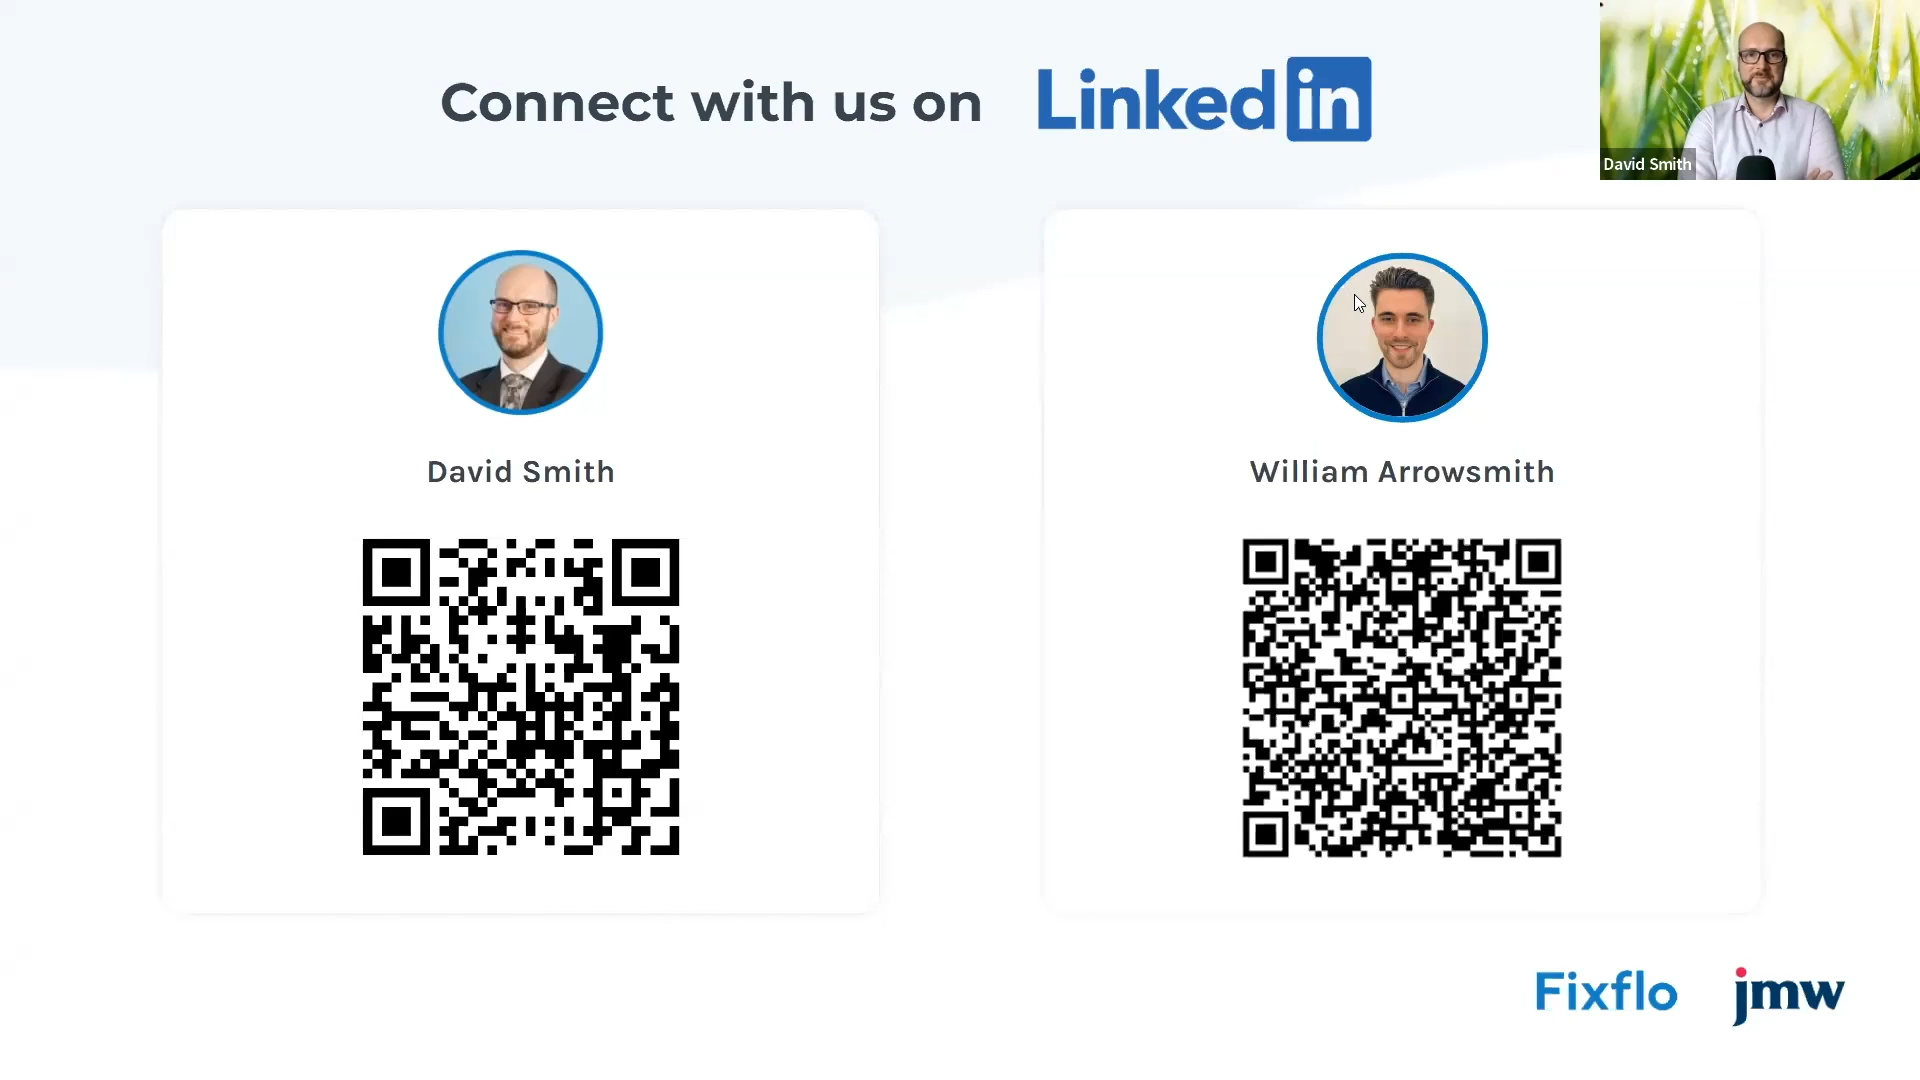 Connect with us on LinkedIn
David Smith
David Smith
William Arrowsmith
Fixflo
jmw